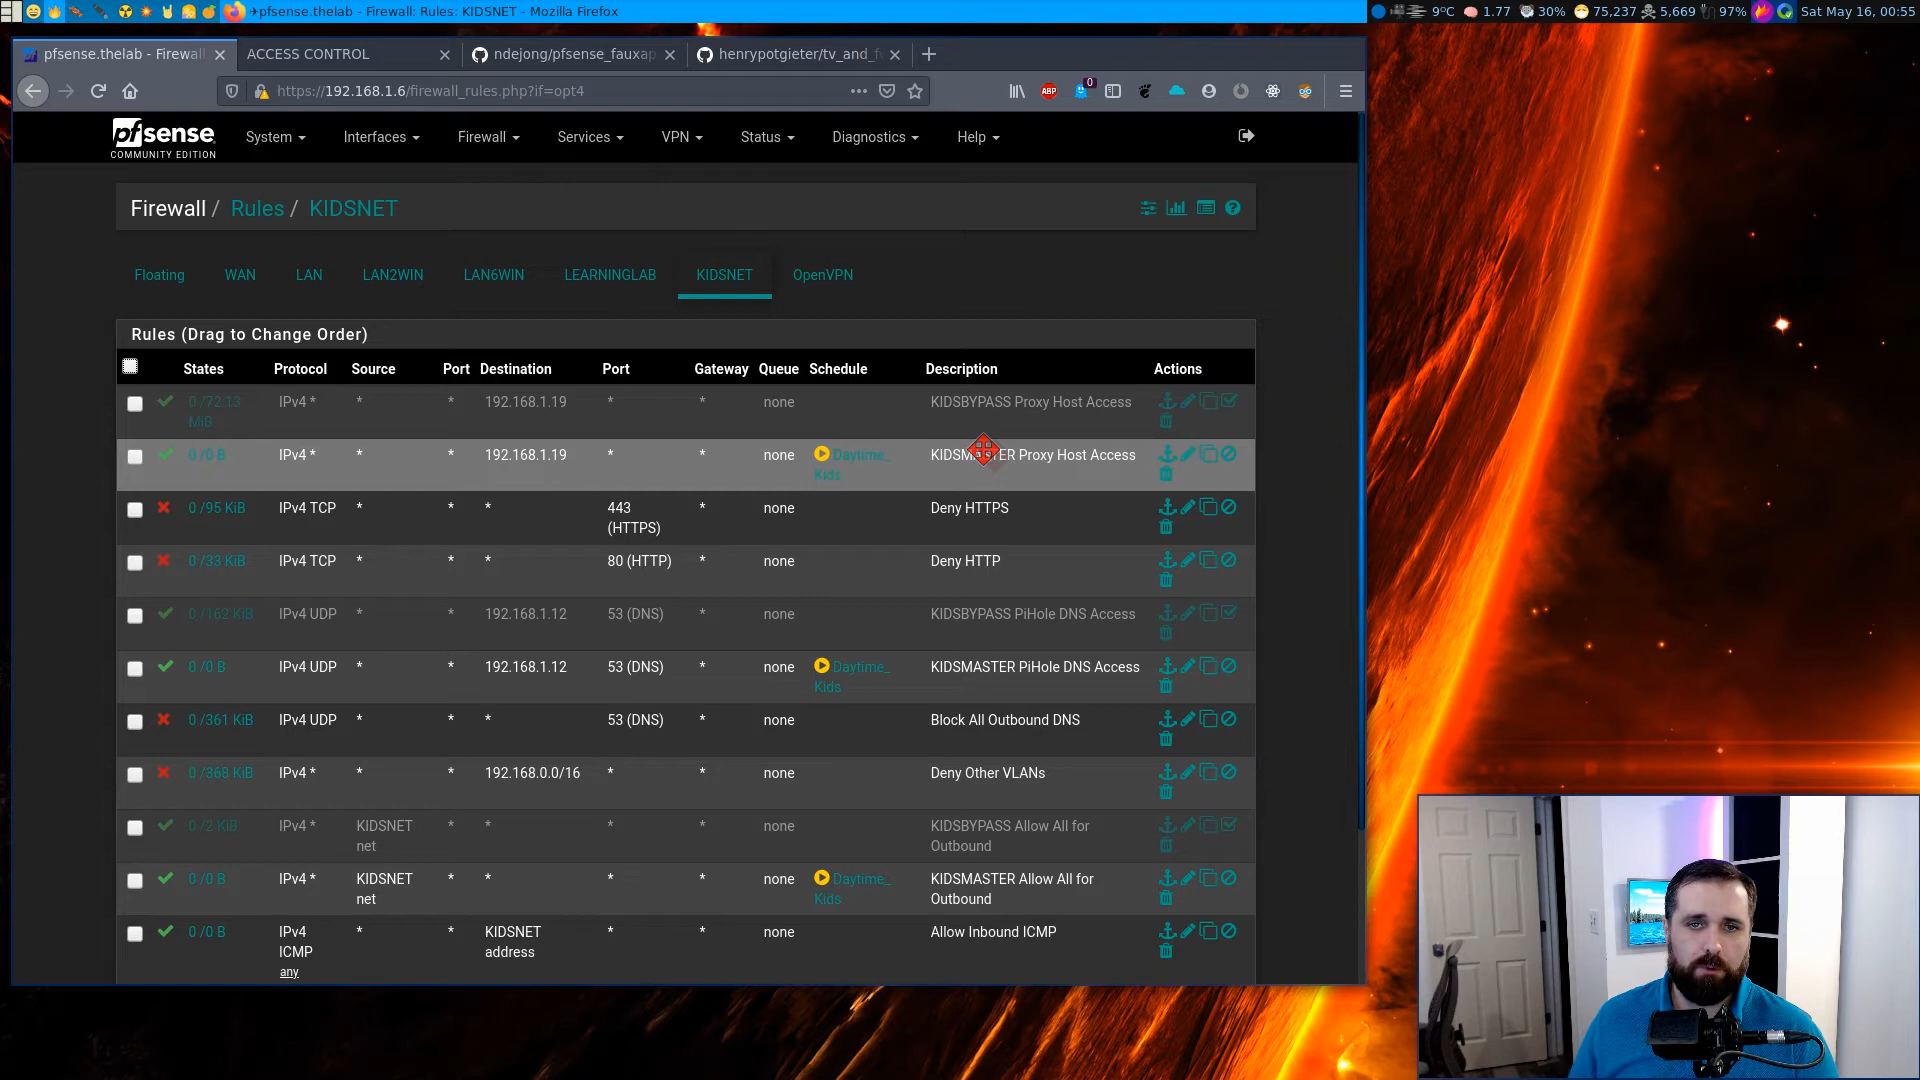 ✈pfsense.thelab - Firewall: Rules: KIDSNET - Mozilla Firefox
9°C 1.77 30% 75,237 5,669 97% Sat May 16, 00:55
pfsense.thelab - Firewall
ACCESS CONTROL
ndejong/pfsense_fauxap
henrypotgieter/tv_and_f
https://192.168.1.6/firewall_rules.php?if=opt4
ABP
0
pfsense
COMMUNITY EDITION
System
Interfaces
Firewall
Services
VPN
Status
Diagnostics
Help
Firewall / Rules / KIDSNET
Floating
WAN
LAN
LAN2WIN
LAN6WIN
LEARNINGLAB
KIDSNET
OpenVPN
Rules (Drag to Change Order)
States Protocol Source Port Destination Port Gateway Queue Schedule Description Actions
0 /72.13 IPv4 * * * 192.168.1.19 * * none KIDSBYPASS Proxy Host Access
MiB
0 /0 B IPv4 * * * 192.168.1.19 * * none Daytime_ KIDSMASTER Proxy Host Access
Kids
0 /95 KiB IPv4 TCP * * * 443 * none Deny HTTPS
(HTTPS)
0 /33 KiB IPv4 TCP * * * 80 (HTTP) * none Deny HTTP
0 /162 KiB IPv4 UDP * * 192.168.1.12 53 (DNS) * none KIDSBYPASS PiHole DNS Access
0 /0 B IPv4 UDP * * 192.168.1.12 53 (DNS) * none Daytime_ KIDSMASTER PiHole DNS Access
Kids
0 /361 KiB IPv4 UDP * * * 53 (DNS) * none Block All Outbound DNS
0 /368 KiB IPv4 * * * 192.168.0.0/16 * * none Deny Other VLANs
0 /2 KiB IPv4 * KIDSNET * * * * none KIDSBYPASS Allow All for
net Outbound
0 /0 B IPv4 * KIDSNET * * * * none Daytime_ KIDSMASTER Allow All for
net Kids Outbound
0 /0 B IPv4 * * KIDSNET * * none Allow Inbound ICMP
ICMP address
any